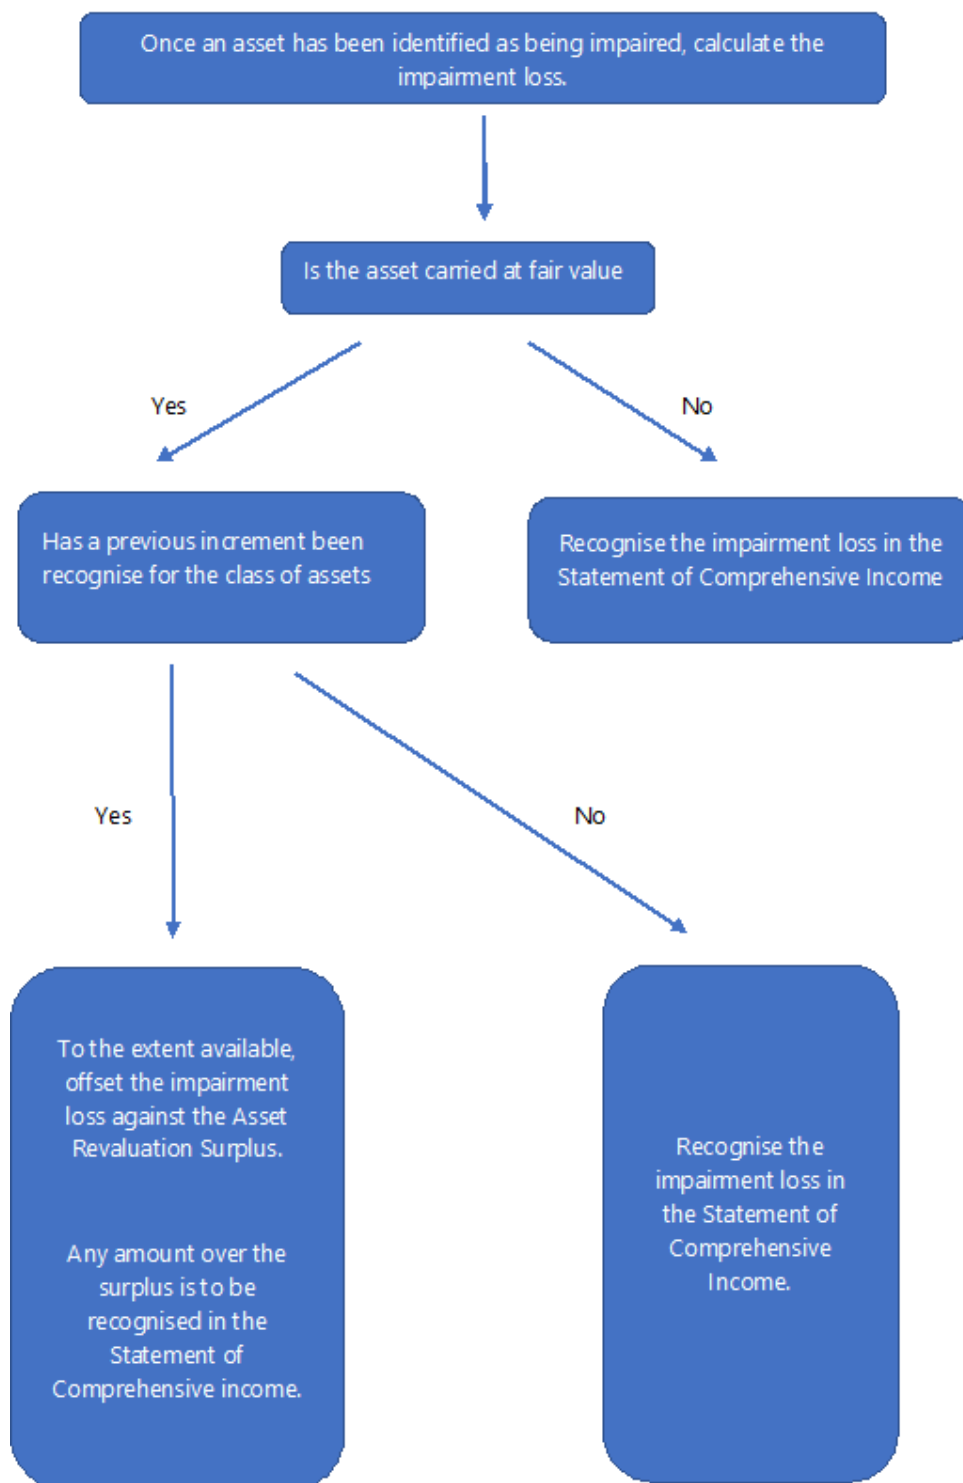 Once an asset has been identified as being impaired, calculate the
impairment loss.
Is the asset carried at fair value
Yes
No
Has a previous increment been
recognise for the class of assets
Recognise the impairment loss in the
Statement of Comprehensive Income
Yes
No
To the extent available,
offset the impairment
loss against the Asset
Revaluation Surplus.
Any amount over the
surplus is to be
recognised in the
Statement of
Comprehensive income.
Recognise the
impairment loss in
the Statement of
Comprehensive
Income.